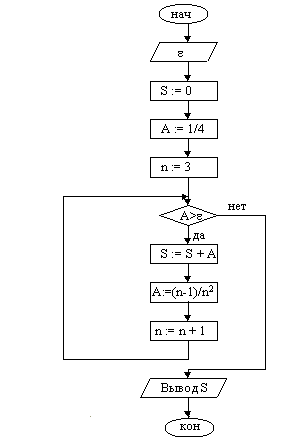 нач
ε
S := 0
A := 1/4
n := 3
A>ε
нет
да
S := S + A
A:=(n-1)/n²
n := n + 1
Вывод S
кон